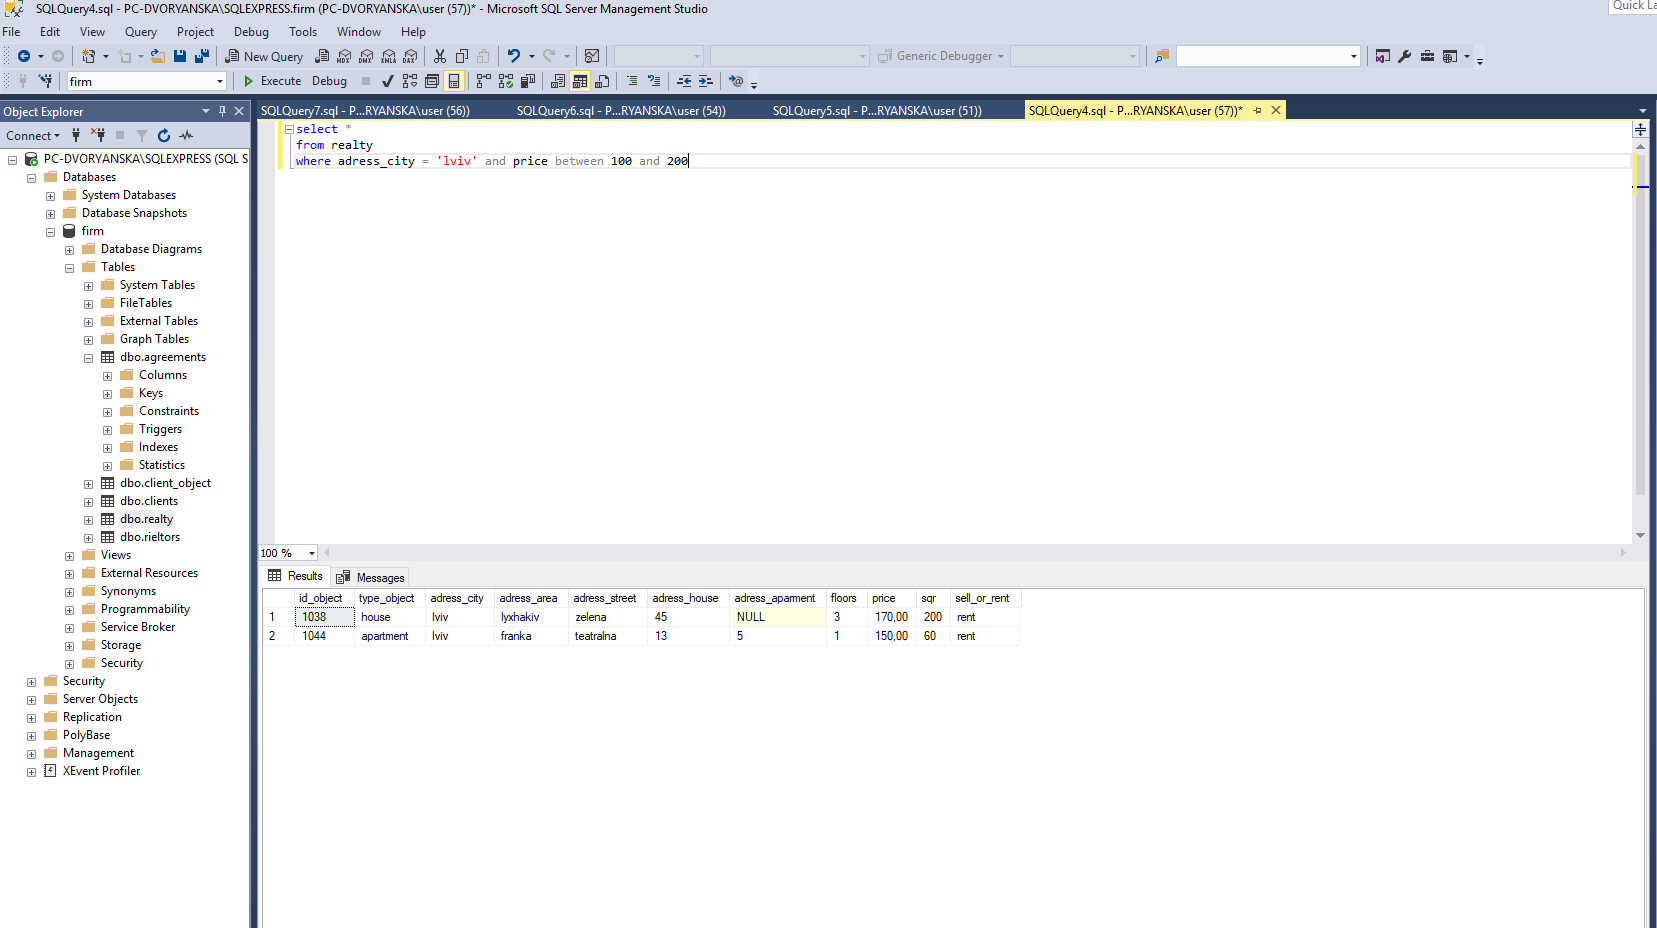 SQLQuery4.sql - PC-DVORYANSKA\SQLEXPRESS.firm (PC-DVORYANSKA\user (57))* - Microsoft SQL Server Management Studio
Quick La
File Edit View Query Project Debug Tools Window Help
New Query MDX DMX XMLA DAX Generic Debugger
firm Execute Debug
Object Explorer
SQLQuery7.sql - P...RYANSKA\user (56)) SQLQuery6.sql - P...RYANSKA\user (54)) SQLQuery5.sql - P...RYANSKA\user (51)) SQLQuery4.sql - P...RYANSKA\user (57))*
Connect
PC-DVORYANSKA\SQLEXPRESS (SQL S
Databases
System Databases
Database Snapshots
firm
Database Diagrams
Tables
System Tables
FileTables
External Tables
Graph Tables
dbo.agreements
Columns
Keys
Constraints
Triggers
Indexes
Statistics
dbo.client_object
dbo.clients
dbo.realty
dbo.rieltors
Views
External Resources
Synonyms
Programmability
Service Broker
Storage
Security
Security
Server Objects
Replication
PolyBase
Management
XEvent Profiler
select *
from realty
where adress_city = 'lviv' and price between 100 and 200
100 %
Results Messages
id_object type_object adress_city adress_area adress_street adress_house adress_aparment floors price sqr sell_or_rent
1 1038 house lviv lyxhakiv zelena 45 NULL 3 170,00 200 rent
2 1044 apartment lviv franka teatralna 13 5 1 150,00 60 rent